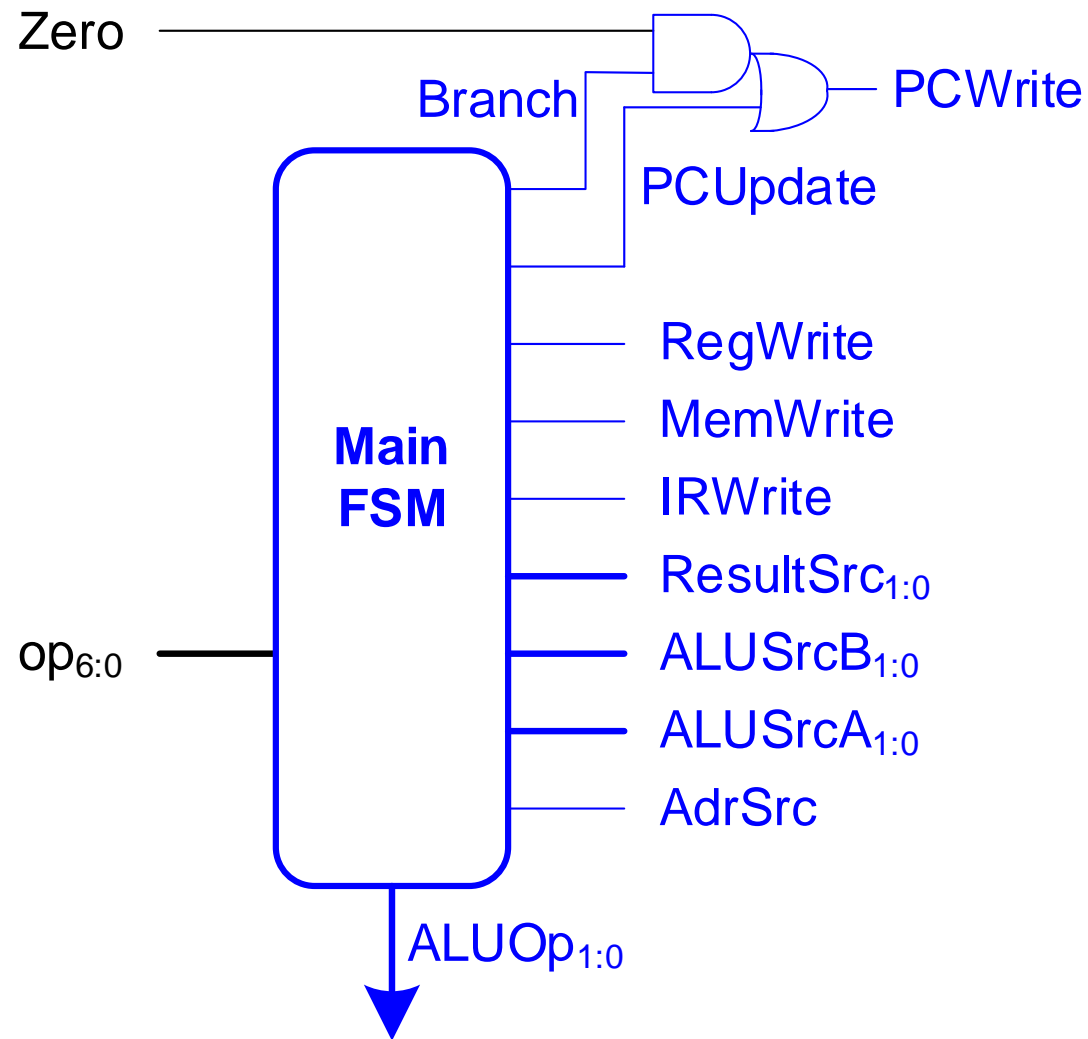 Zero
Branch
PCWrite
PCUpdate
RegWrite
MemWrite
Main
FSM
IRWrite
ResultSrc1:0
op6:0
ALUSrcB1:0
ALUSrcA1:0
AdrSrc
ALUOp1:0